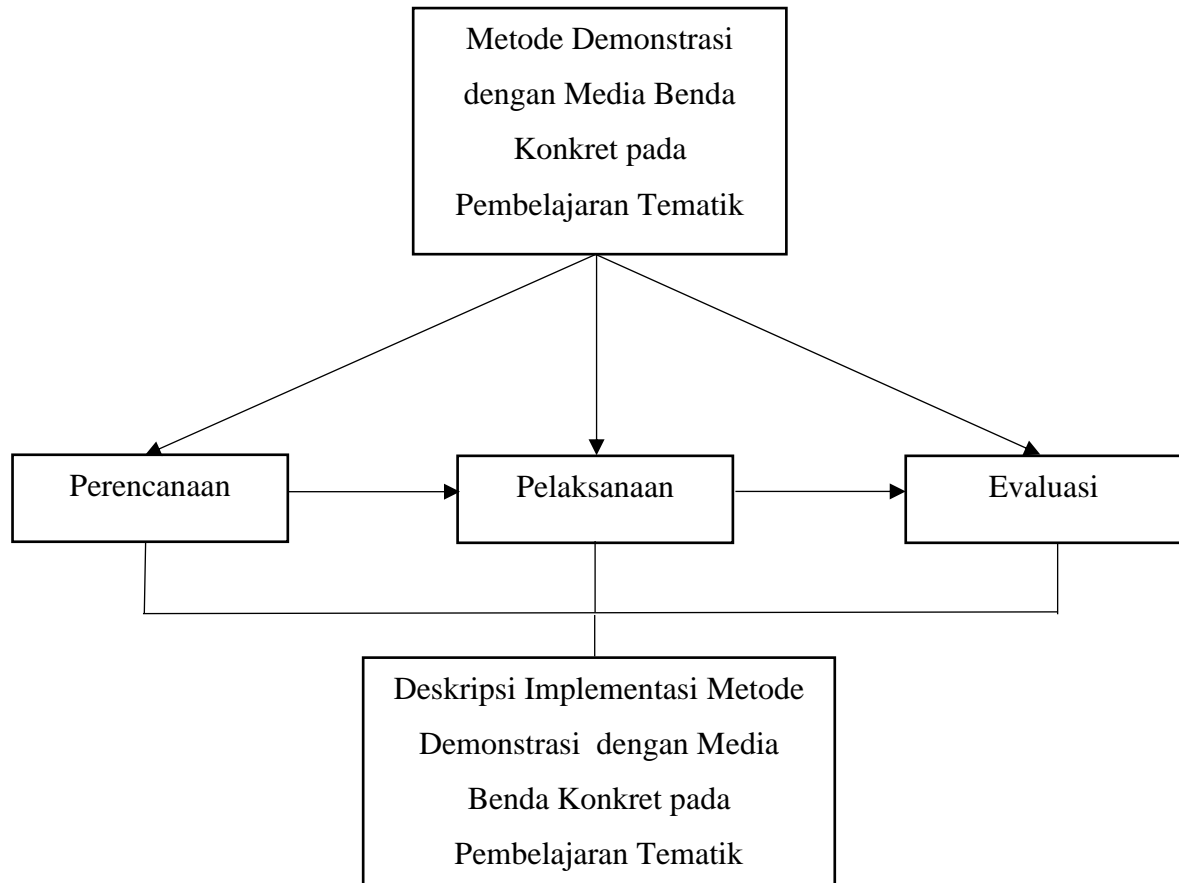 Metode Demonstrasi
dengan Media Benda
Konkret pada
Pembelajaran Tematik
Perencanaan
Pelaksanaan
Evaluasi
Deskripsi Implementasi Metode
Demonstrasi dengan Media
Benda Konkret pada
Pembelajaran Tematik